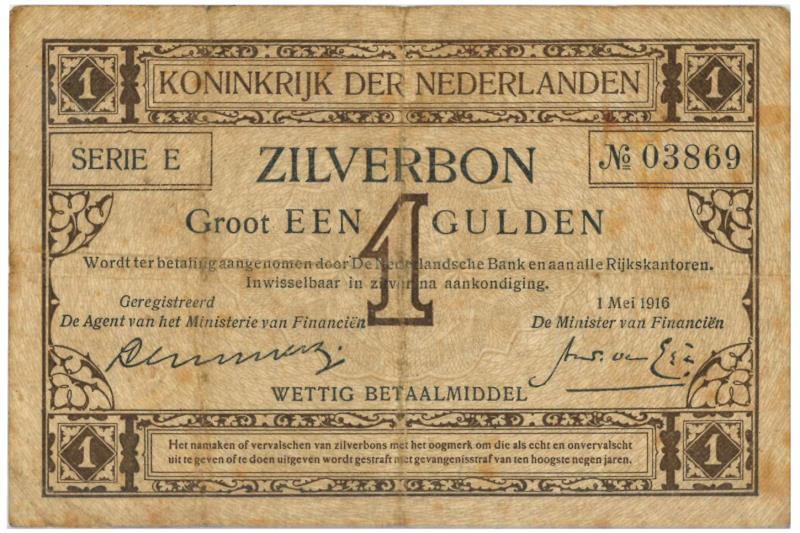 1 KONINKRIJK DER NEDERLANDEN 1
SERIE E ZILVERBON № 03869
Groot EEN 1 GULDEN
Wordt ter betaling aangenomen door De Nederlandsche Bank en aan alle Rijkskantoren.
Inwisselbaar in zilver na aankondiging.
Geregistreerd 1 Mei 1916
De Agent van het Ministerie van Financiën De Minister van Financiën
WETTIG BETAALMIDDEL
1 Het namaken of vervalschen van zilverbons met het oogmerk om die als echt en onvervalscht 1
uit te geven of te doen uitgeven wordt gestraft met gevangenisstraf van ten hoogste negen jaren.